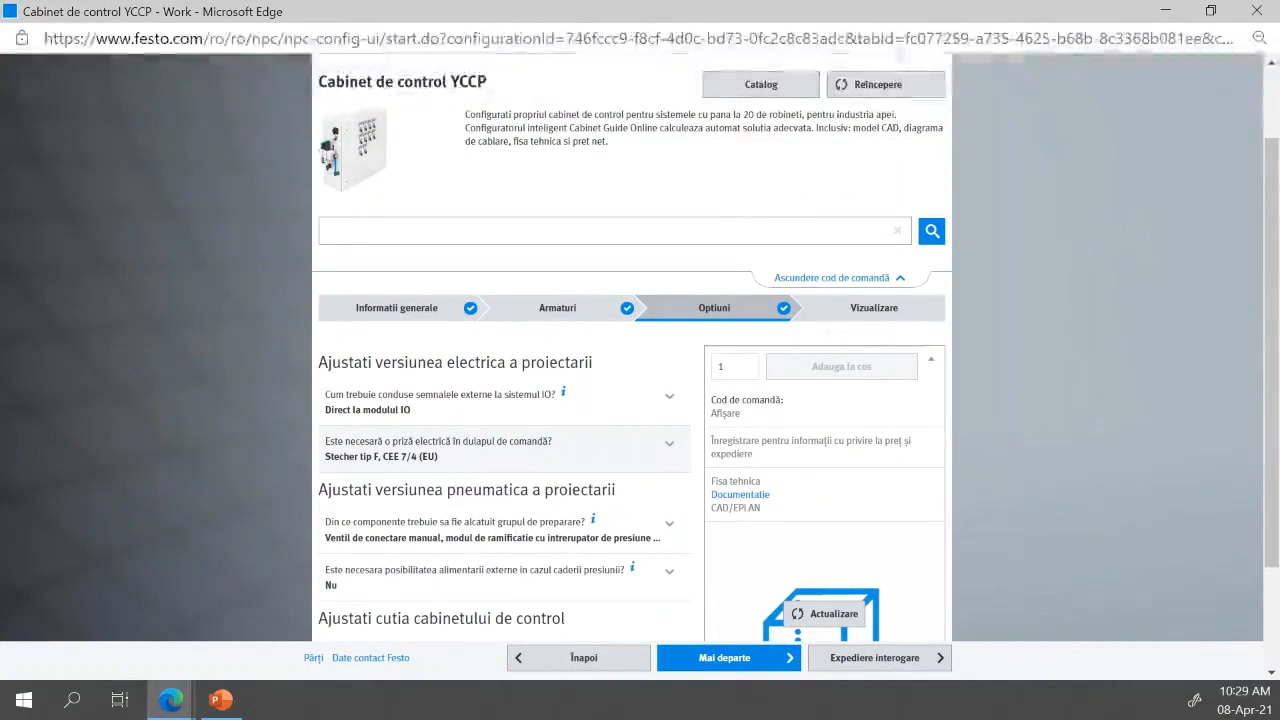 Cabinet de control YCCP - Work - Microsoft Edge
https://www.festo.com/ro/ro/npc/npc-config-ui/start.do?configurationId=746fccc9-f8cf-4d0c-bd73-0fc2c8c83adc&tabId=fc077259-a735-4625-b68b-8c3368b081ee&c...
Cabinet de control YCCP
Catalog
Reîncepere
Configurati propriul cabinet de control pentru sistemele cu pana la 20 de robineti, pentru industria apei.
Configuratorul inteligent Cabinet Guide Online calculeaza automat solutia adecvata. Inclusiv: model CAD, diagrama
de cablare, fisa tehnica si pret net.
Ascundere cod de comandă
Informatii generale
Armaturi
Optiuni
Vizualizare
Ajustati versiunea electrica a proiectarii
Cum trebuie conduse semnalele externe la sistemul IO? i
Direct la modulul IO
Este necesară o priză electrică în dulapul de comandă?
Stecher tip F, CEE 7/4 (EU)
Ajustati versiunea pneumatica a proiectarii
Din ce componente trebuie sa fie alcatuit grupul de preparare? i
Ventil de conectare manual, modul de ramificatie cu intrerupator de presiune ...
Este necesara posibilitatea alimentarii externe in cazul caderii presiunii? i
Nu
Ajustati cutia cabinetului de control
1
Adauga la cos
Cod de comandă:
Afișare
Înregistrare pentru informații cu privire la preț și
expediere
Fisa tehnica
Documentatie
CAD/EPLAN
Actualizare
Părți
Date contact Festo
Înapoi
Mai departe
Expediere interogare
10:29 AM
08-Apr-21